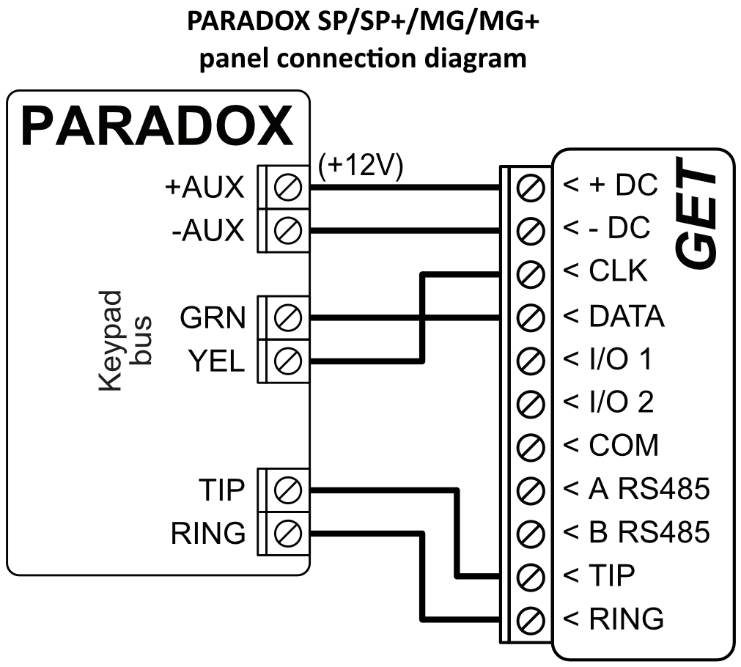 PARADOX SP/SP+/MG/MG+
panel connection diagram
PARADOX
(+12V)
+AUX
-AUX
Keypad
bus
GRN
YEL
TIP
RING
GET
< + DC
< - DC
< CLK
< DATA
< I/O 1
< I/O 2
< COM
< A RS485
< B RS485
< TIP
< RING